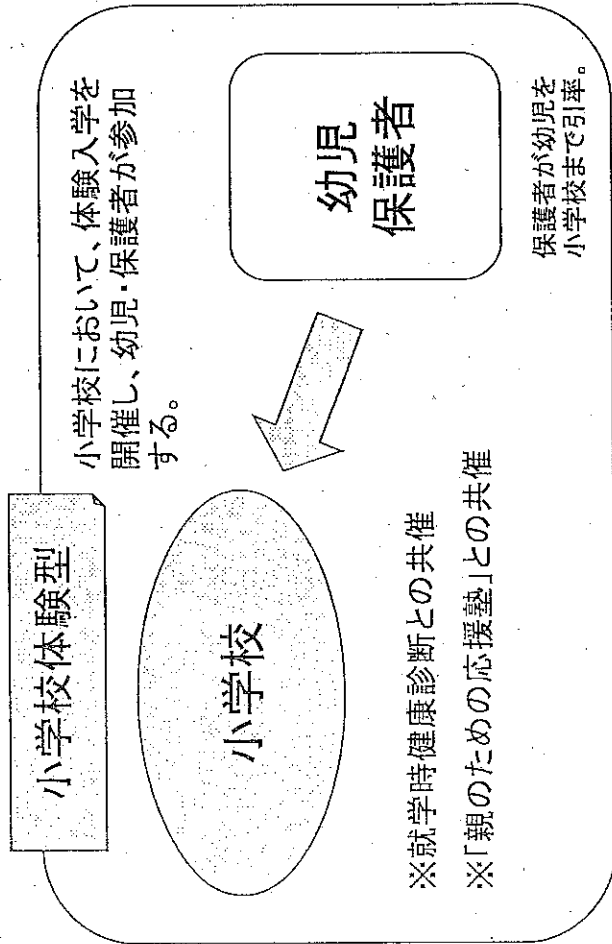 小学校体験型
小学校において、体験入学を
開催し、幼児・保護者が参加
する。
小学校
幼児
保護者
保護者が幼児を
小学校まで引率。
※就学時健康診断との共催
※「親のための応援塾」との共催